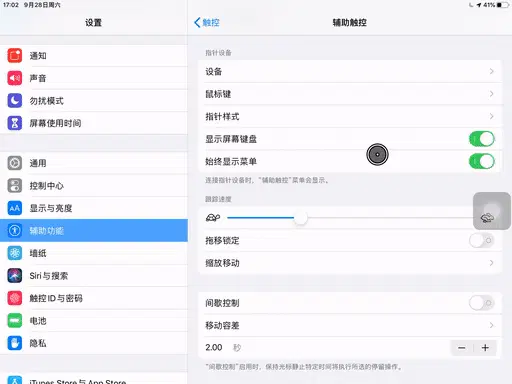 17:02 9月28日周六
41%
设置
通知
声音
勿扰模式
屏幕使用时间
通用
控制中心
AA
显示与亮度
辅助功能
墙纸
Siri与搜索
触控ID与密码
电池
隐私
iTunes Store 与 App Store
触控
辅助触控
指针设备
设备
鼠标键
指针样式
显示屏幕键盘
始终显示菜单
连接指针设备时，“辅助触控”菜单会显示。
跟踪速度
拖移锁定
缩放移动
间歇控制
移动容差
2.00 秒
“间歇控制”启用时，保持光标静止特定时间将执行所选的停留操作。